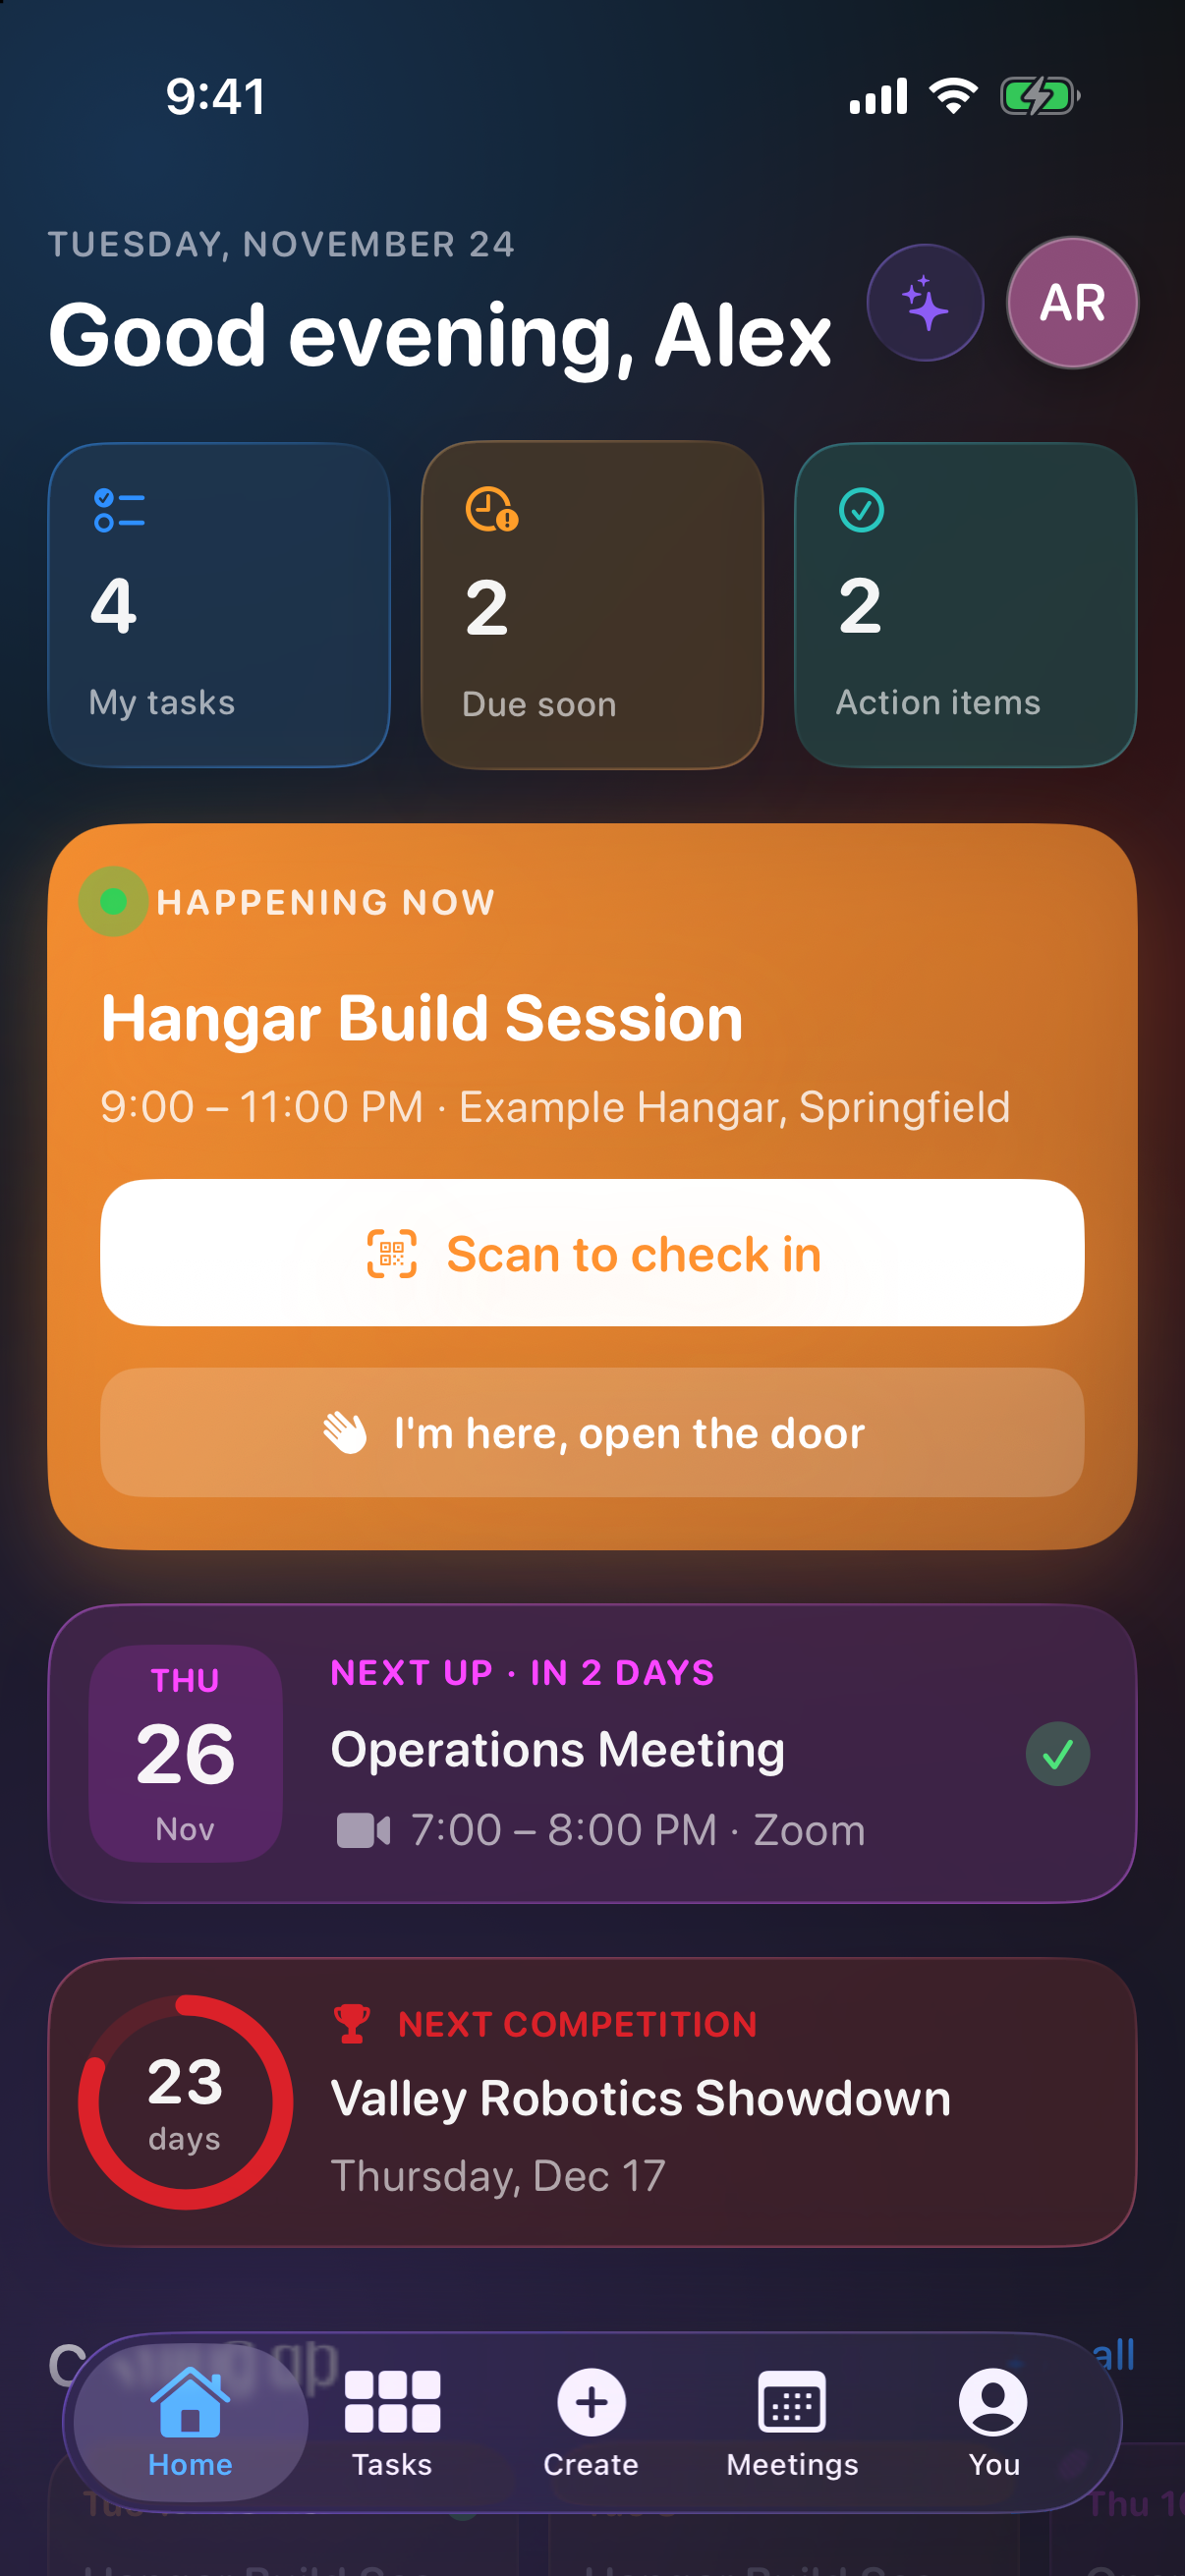 9:41
TUESDAY, NOVEMBER 24
Good evening, Alex
AR
4
My tasks
2
Due soon
2
Action items
HAPPENING NOW
Hangar Build Session
9:00 – 11:00 PM · Example Hangar, Springfield
Scan to check in
I'm here, open the door
THU
26
Nov
NEXT UP · IN 2 DAYS
Operations Meeting
7:00 – 8:00 PM · Zoom
23
days
NEXT COMPETITION
Valley Robotics Showdown
Thursday, Dec 17
all
Home
Tasks
Create
Meetings
You
Thu